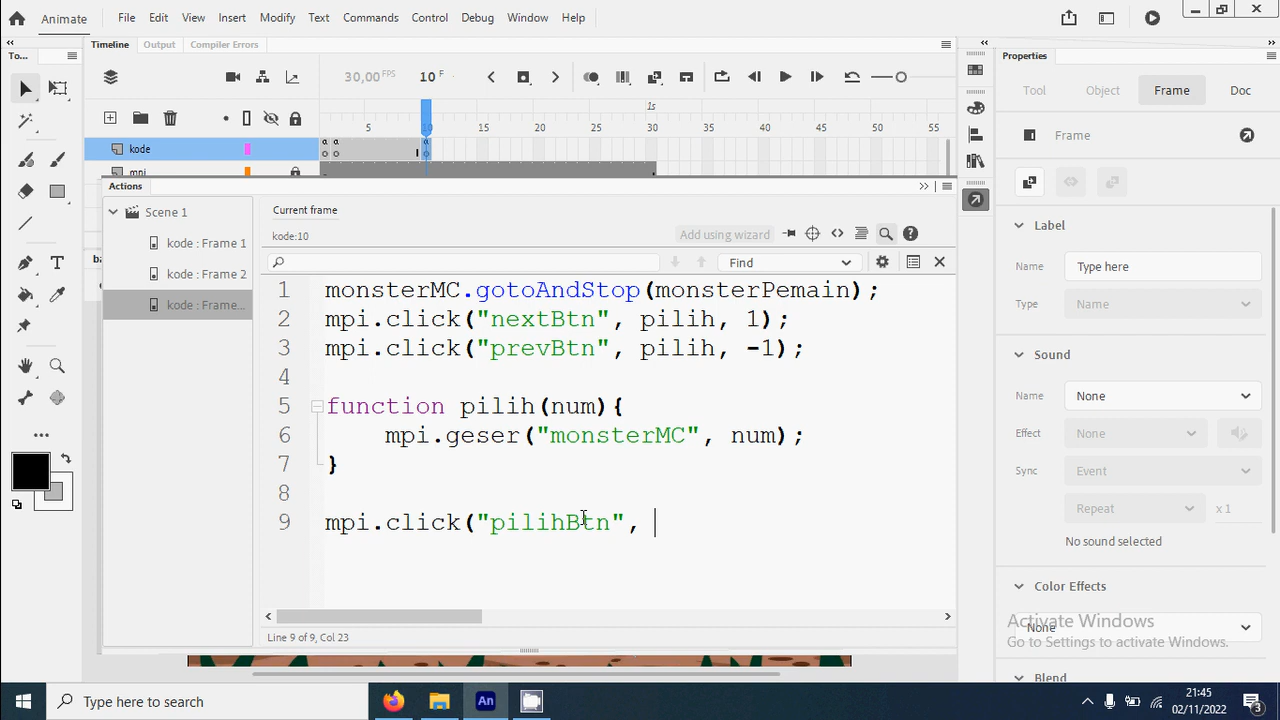 Animate File Edit View Insert Modify Text Commands Control Debug Window Help
Timeline Output Compiler Errors
To...
Properties
30,00 FPS 10 F
Tool Object Frame Doc
1s
5 10 15 20 25 30 35 40 45 50 55
kode
Frame
mpi
Actions
Scene 1
Current frame
kode : Frame 1
kode:10
Add using wizard
Label
Find
kode : Frame 2
Name Type here
kode : Frame...
Type Name
1 monsterMC.gotoAndStop(monsterPemain);
2 mpi.click("nextBtn", pilih, 1);
3 mpi.click("prevBtn", pilih, -1);
4
5 function pilih(num){
6 mpi.geser("monsterMC", num);
7 }
8
9 mpi.click("pilihBtn",
Sound
Name None
Effect None
Sync Event
Repeat x 1
No sound selected
Color Effects
None
Activate Windows
Go to Settings to activate Windows.
Line 9 of 9, Col 23
Blend
Type here to search
An
21:45
02/11/2022
3